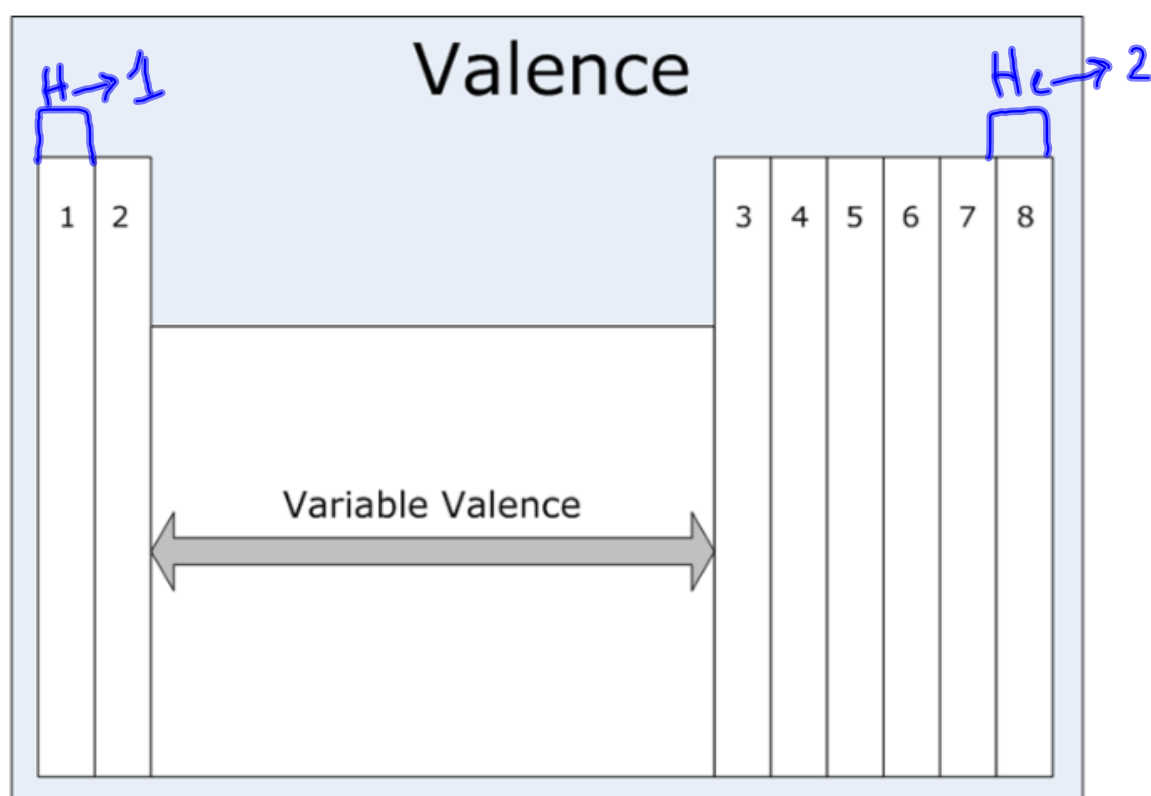 Valence
H → 1
He → 2
1 2 3 4 5 6 7 8
Variable Valence